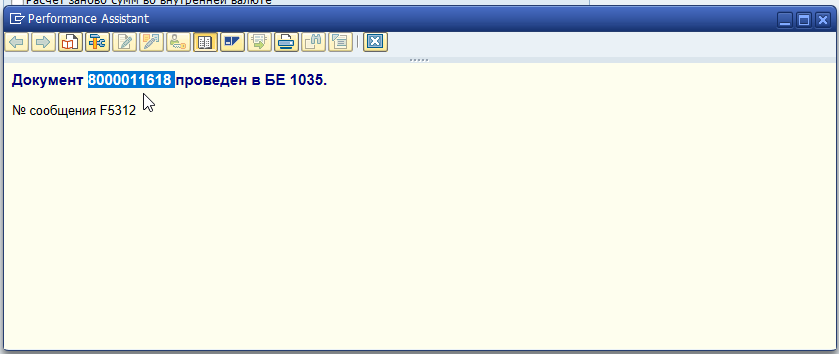 Расчет заново сумм во внутренней валюте
Performance Assistant
Документ 8000011618 проведен в БЕ 1035.
№ сообщения F5312